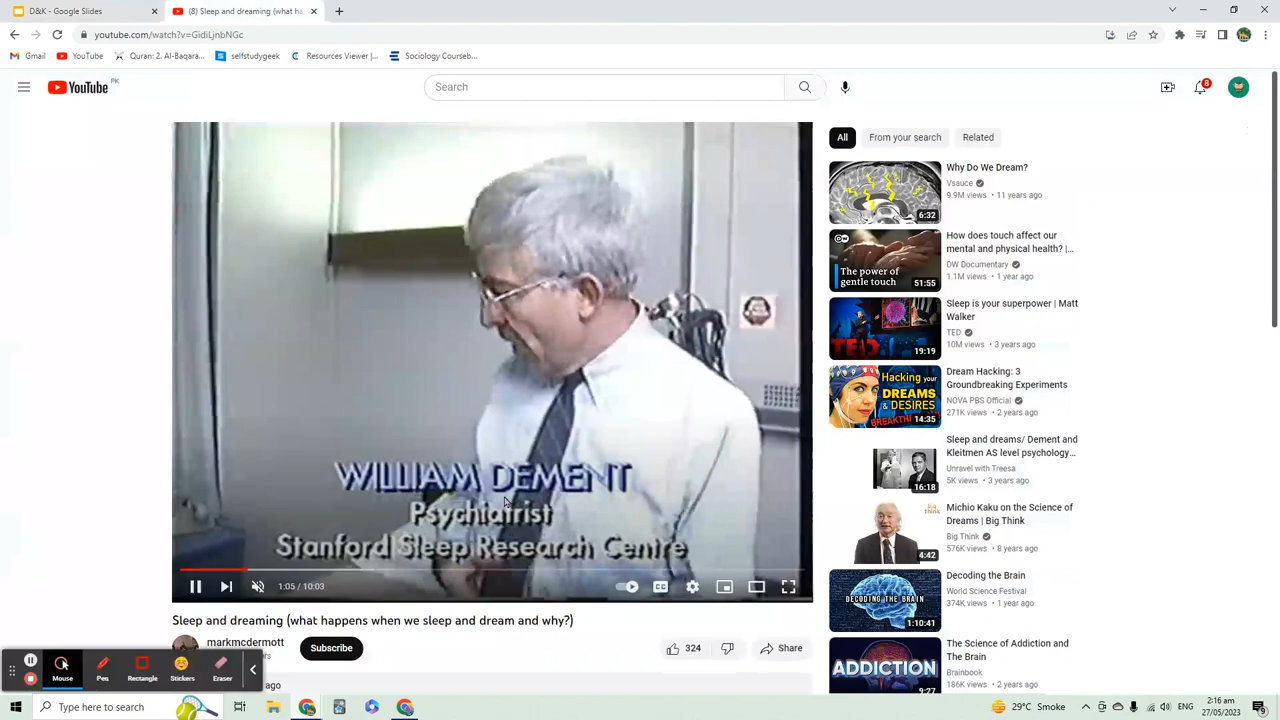 D&K - Google Slides
(8) Sleep and dreaming (what ha
youtube.com/watch?v=GidiLjnbNGc
Gmail
YouTube
Quran: 2. Al-Baqara...
selfstudygeek
Resources Viewer |...
Sociology Courseb...
YouTube PK
Search
8
WILLIAM DEMENT
Psychiatrist
Stanford Sleep Research Centre
1:05 / 10:03
CC
Sleep and dreaming (what happens when we sleep and dream and why?)
markmcdermott
Subscribe
324
Share
ago
All
From your search
Related
Why Do We Dream?
Vsauce
9.9M views • 11 years ago
6:32
How does touch affect our
mental and physical health? |...
DW Documentary
1.1M views • 1 year ago
The power of
gentle touch
51:55
Sleep is your superpower | Matt
Walker
TED
10M views • 3 years ago
TED
19:19
Dream Hacking: 3
Groundbreaking Experiments
NOVA PBS Official
271K views • 2 years ago
Hacking your
DREAMS
& DESIRES
14:35
Sleep and dreams/ Dement and
Kleitmen AS level psychology...
Unravel with Treesa
5K views • 3 years ago
16:18
Michio Kaku on the Science of
Dreams | Big Think
Big Think
576K views • 8 years ago
big think
4:42
Decoding the Brain
World Science Festival
374K views • 1 year ago
DECODING THE BRAIN
1:10:41
The Science of Addiction and
The Brain
Brainbook
186K views • 2 years ago
ADDICTION
9:27
Mouse
Pen
Rectangle
Stickers
Eraser
Type here to search
29°C Smoke
ENG
2:16 am
27/05/2023